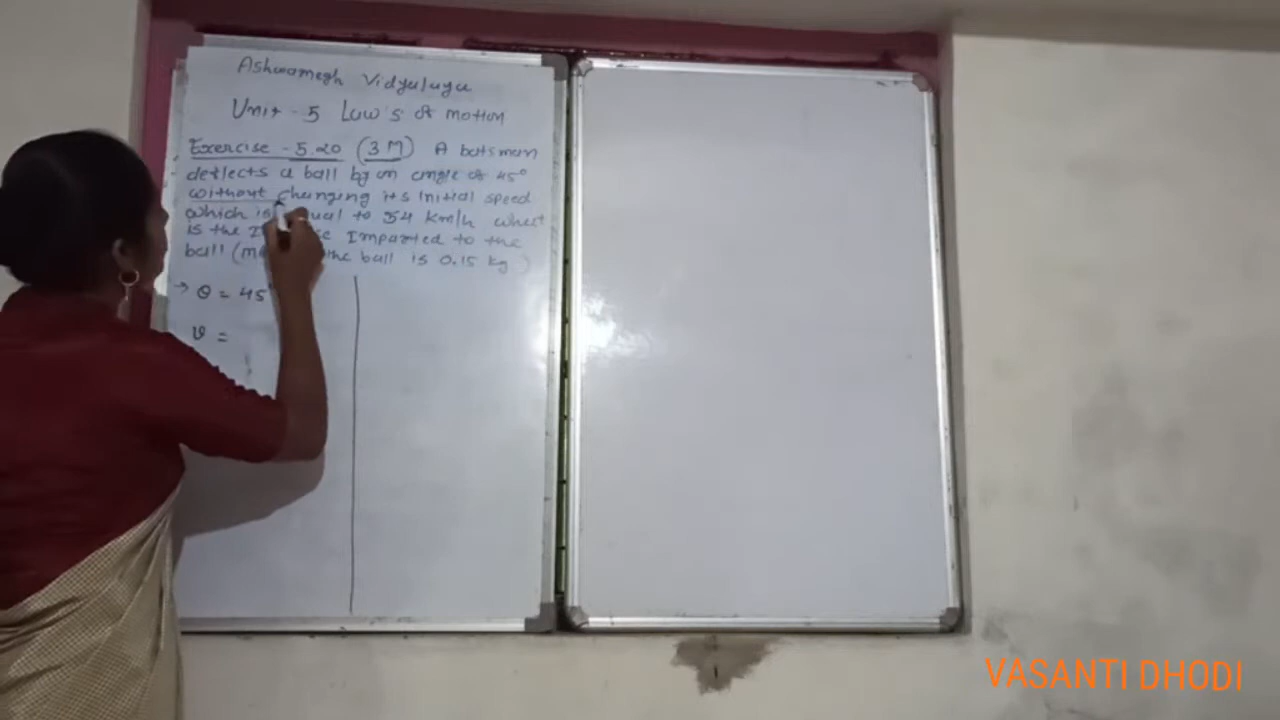 Ashwamegh Vidyalaya
Unit - 5 Law's of motion
Exercise - 5.20 (3 M) A batsman
deflects a ball by an angle of 45°
without changing its initial speed
which is equal to 54 km/h what
is the Imparted to the
ball ( the ball is 0.15 kg )
→ θ = 45°
v =
VASANTI DHODI